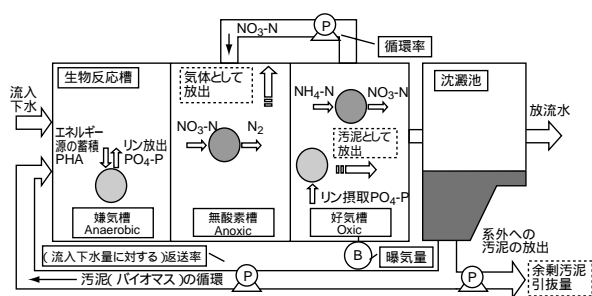 NO₃-N
P
循環率
生物反応槽
気体として
放出
沈澱池
流入
下水
NH₄-N
NO₃-N
放流水
エネルギー
源の蓄積
PHA
リン放出
PO₄-P
NO₃-N
N₂
汚泥として
放出
リン摂取PO₄-P
嫌気槽
Anaerobic
無酸素槽
Anoxic
好気槽
Oxic
系外への
汚泥の放出
(流入下水量に対する)返送率
B
曝気量
汚泥(バイオマス)の循環
P
P
余剰汚泥
引抜量